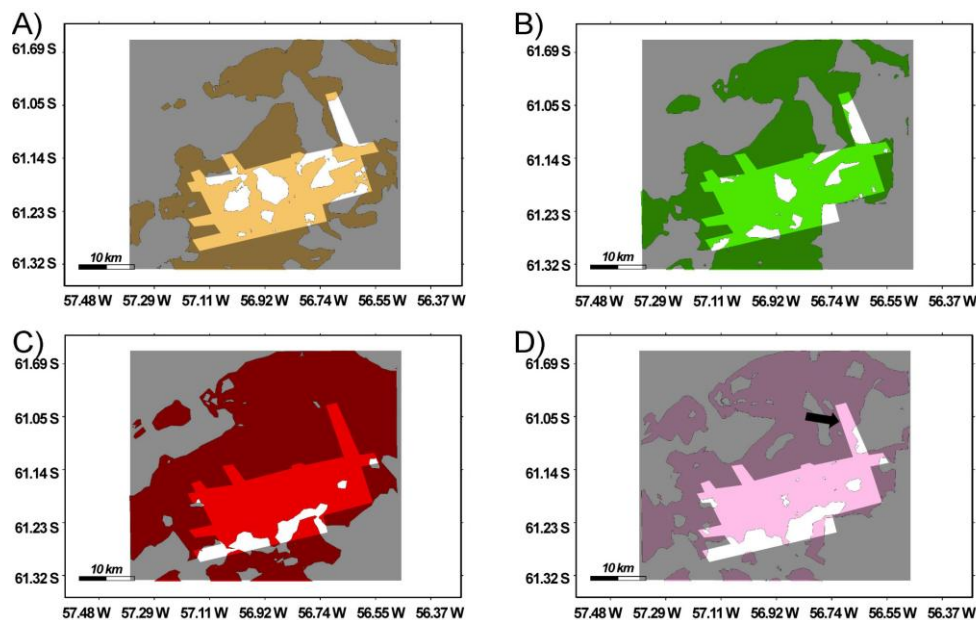 A)
61.69 S
61.05 S
61.14 S
61.23 S
61.32 S
10 km
57.48 W 57.29 W 57.11 W 56.92 W 56.74 W 56.55 W 56.37 W
B)
61.69 S
61.05 S
61.14 S
61.23 S
61.32 S
10 km
57.48 W 57.29 W 57.11 W 56.92 W 56.74 W 56.55 W 56.37 W
C)
61.69 S
61.05 S
61.14 S
61.23 S
61.32 S
10 km
57.48 W 57.29 W 57.11 W 56.92 W 56.74 W 56.55 W 56.37 W
D)
61.69 S
61.05 S
61.14 S
61.23 S
61.32 S
10 km
57.48 W 57.29 W 57.11 W 56.92 W 56.74 W 56.55 W 56.37 W